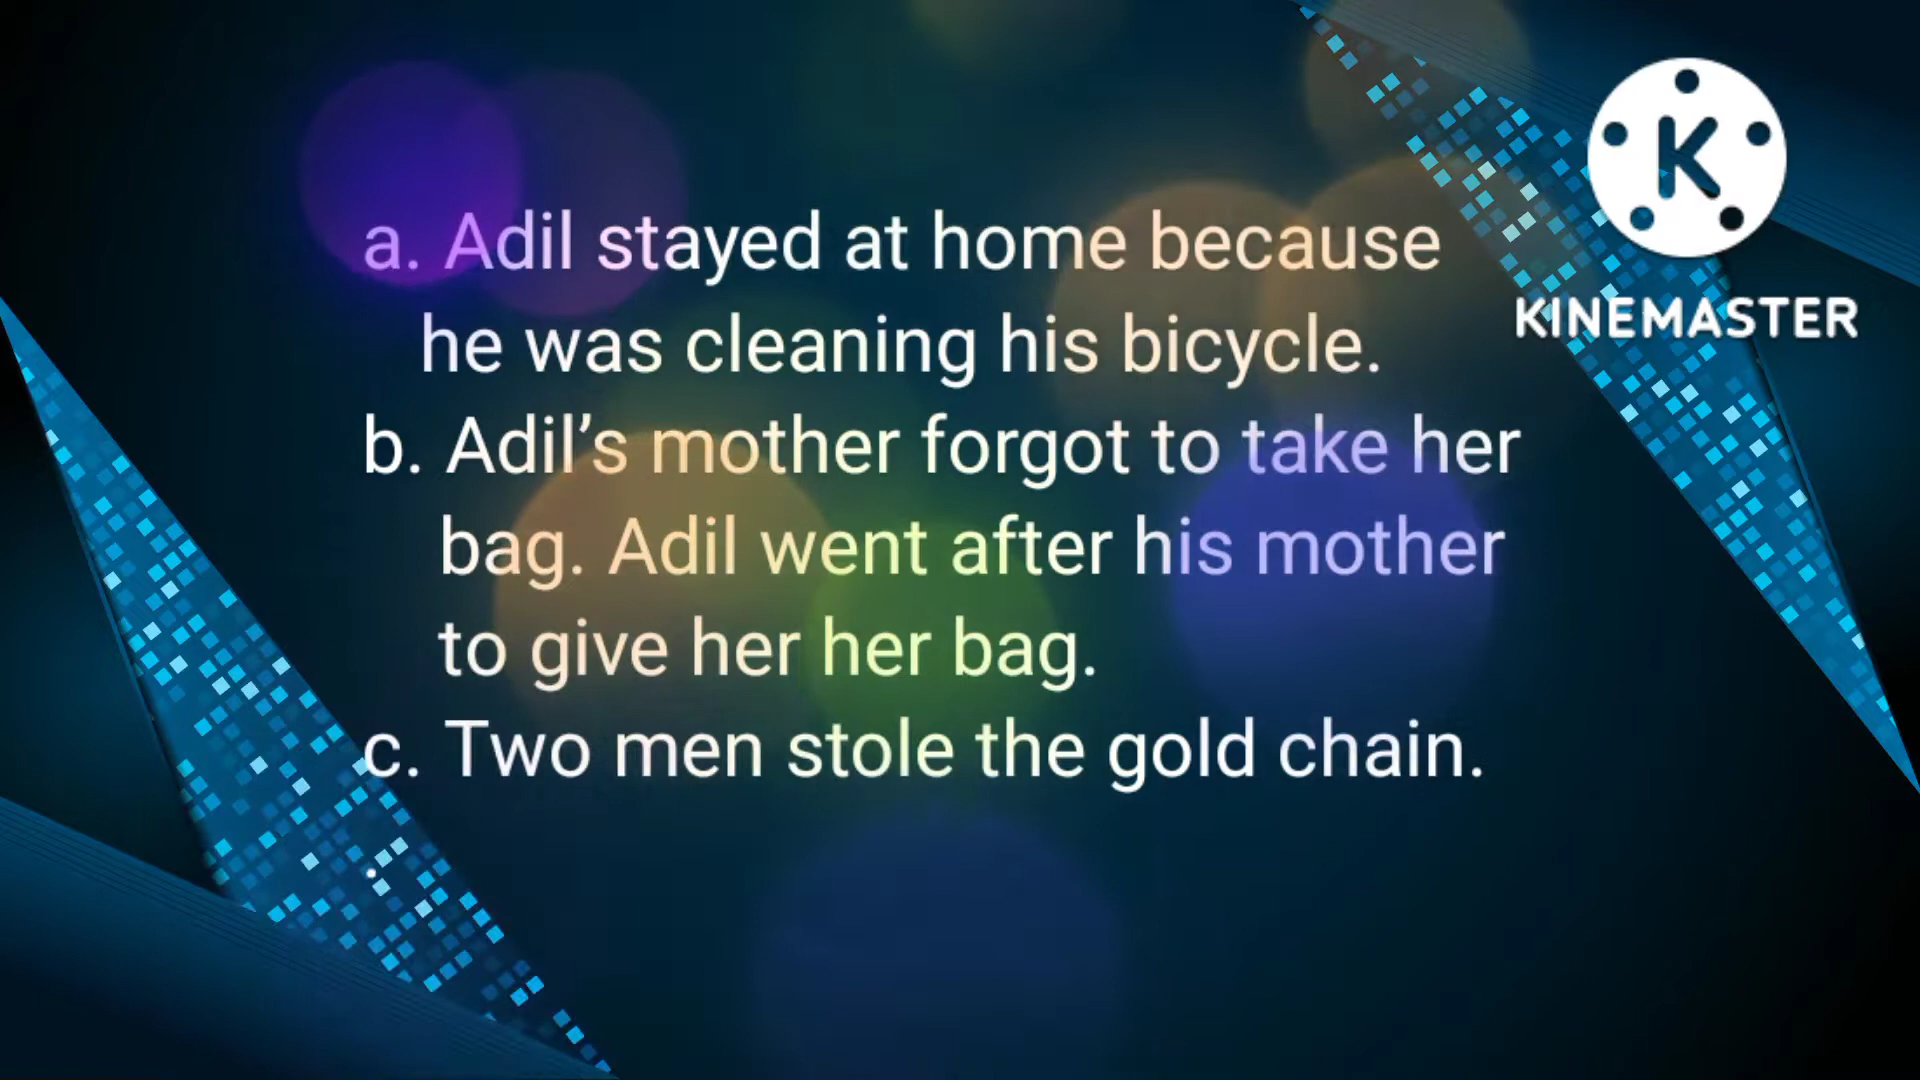 a. Adil stayed at home because
he was cleaning his bicycle.
b. Adil’s mother forgot to take her
bag. Adil went after his mother
to give her her bag.
c. Two men stole the gold chain.
.
K
KINEMASTER